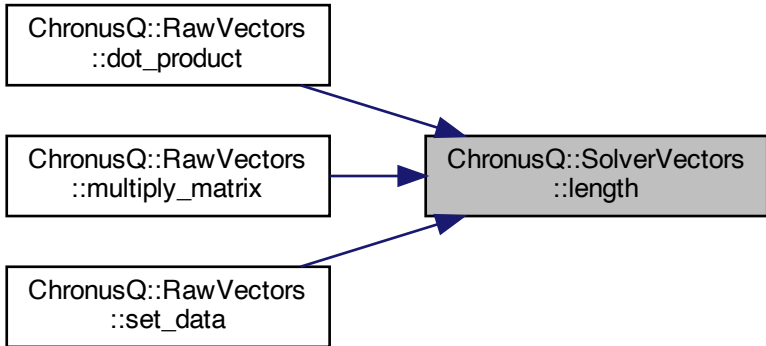 ChronusQ::RawVectors
::dot_product
ChronusQ::RawVectors
::multiply_matrix
ChronusQ::SolverVectors
::length
ChronusQ::RawVectors
::set_data